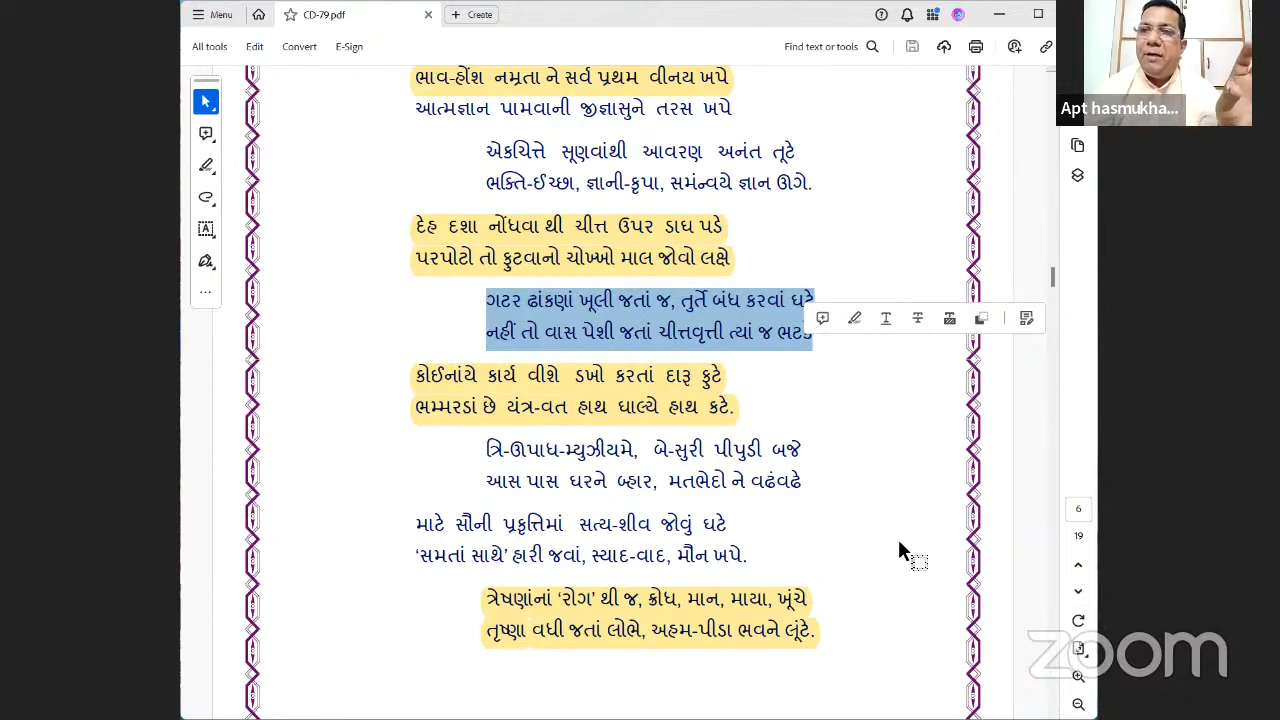 Menu
CD-79.pdf
Create
All tools Edit Convert E-Sign
Find text or tools
Apt hasmukha...
ભાવ-હોંશ નમ્રતા ને સર્વ પ્રથમ વીનય ખપે
આત્મજ્ઞાન પામવાની જીજ્ઞાસુને તરસ ખપે
એકચિત્તે સૂણવાંથી આવરણ અનંત તૂટે
ભક્તિ-ઈચ્છા, જ્ઞાની-કૃપા, સમંન્વયે જ્ઞાન ઊગે.
દેહ દશા નોંધવા થી ચીત્ત ઉપર ડાઘ પડે
પરપોટો તો ફુટવાનો ચોખ્ખો માલ જોવો લક્ષે
ગટર ઢાંકણાં ખૂલી જતાં જ, તુર્તે બંધ કરવાં ઘટે
નહીં તો વાસ પેશી જતાં ચીત્તવૃત્તી ત્યાં જ
કોઈનાંયે કાર્ય વીશે ડખો કરતાં દારૂ ફુટે
ભમ્મરડાં છે યંત્ર-વત હાથ ઘાલ્યે હાથ કટે.
ત્રિ-ઊપાધ-મ્યુઝીયમે, બે-સુરી પીપુડી બજે
આસ પાસ ઘરને બ્હાર, મતભેદો ને વઢંવઢે
માટે સૌની પ્રકૃત્તિમાં સત્ય-શીવ જોવું ઘટે
‘સમતાં સાથે’ હારી જવાં, સ્યાદ-વાદ, મૌન ખપે.
ત્રેષણાંનાં ‘રોગ’ થી જ, ક્રોધ, માન, માયા, ખૂંચે
તૃષ્ણા વધી જતાં લોભે, અહમ-પીડા ભવને લૂંટે.
6
19
zoom